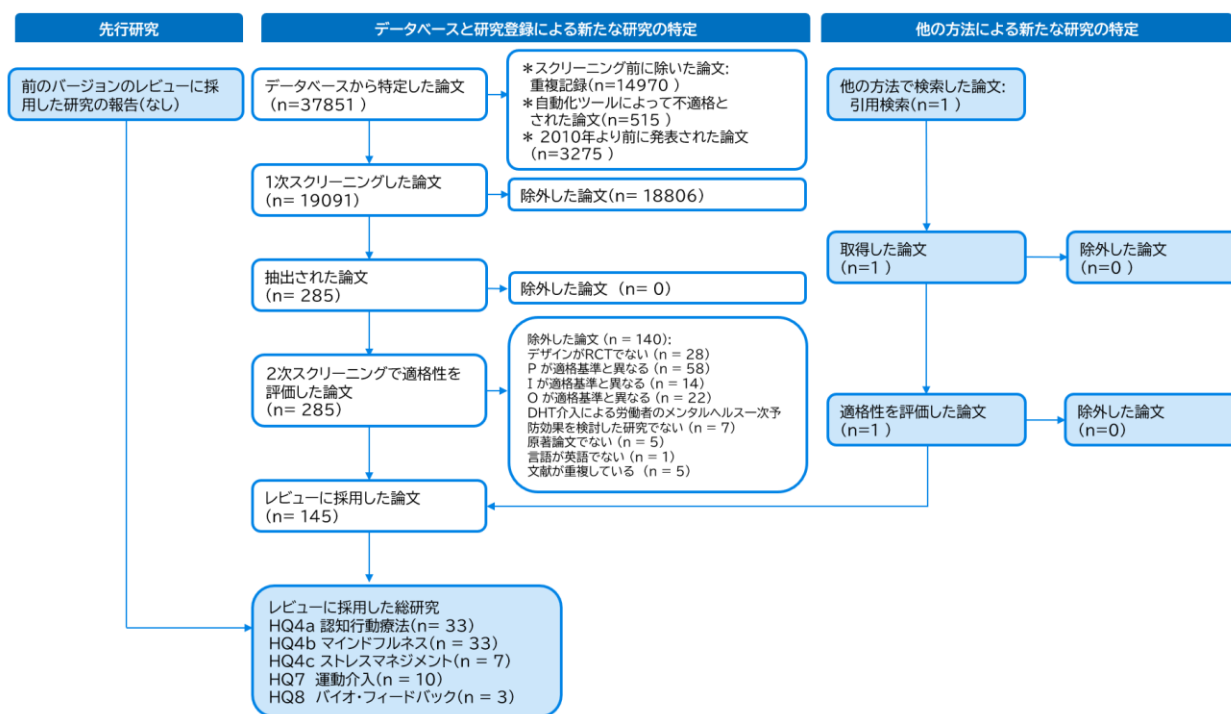 先行研究
データベースと研究登録による新たな研究の特定
他の方法による新たな研究の特定
前のバージョンのレビューに採
用した研究の報告(なし)
データベースから特定した論文
(n=37851 )
＊スクリーニング前に除いた論文:
重複記録(n=14970 )
＊自動化ツールによって不適格と
された論文(n=515 )
＊ 2010年より前に発表された論文
(n=3275 )
他の方法で検索した論文:
引用検索(n=1 )
1次スクリーニングした論文
(n= 19091)
除外した論文(n= 18806)
取得した論文
(n=1 )
除外した論文
(n=0 )
抽出された論文
(n= 285)
除外した論文 (n= 0)
2次スクリーニングで適格性を
評価した論文
(n= 285)
除外した論文 (n = 140):
デザインがRCTでない (n = 28)
P が適格基準と異なる (n = 58)
I が適格基準と異なる (n = 14)
O が適格基準と異なる (n = 22)
DHT介入による労働者のメンタルヘルス一次予
防効果を検討した研究でない (n = 7)
原著論文でない (n = 5)
言語が英語でない (n = 1)
文献が重複している (n = 5)
適格性を評価した論文
(n=1 )
除外した論文
(n=0)
レビューに採用した論文
(n= 145)
レビューに採用した総研究
HQ4a 認知行動療法(n= 33)
HQ4b マインドフルネス(n = 33)
HQ4c ストレスマネジメント(n = 7)
HQ7 運動介入(n = 10)
HQ8 バイオ・フィードバック(n = 3)